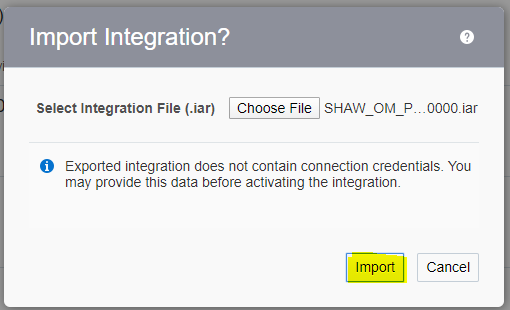 Import Integration?
?
Select Integration File (.iar) Choose File SHAW_OM_P...0000.iar
i Exported integration does not contain connection credentials. You
may provide this data before activating the integration.
Import Cancel